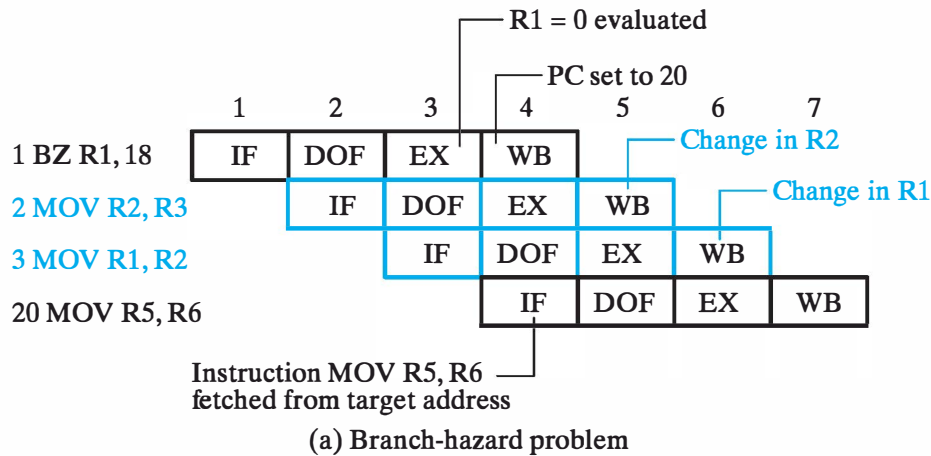 R1 = 0 evaluated
PC set to 20
1 2 3 4 5 6 7
1 BZ R1, 18 IF DOF EX WB
Change in R2
2 MOV R2, R3 IF DOF EX WB
Change in R1
3 MOV R1, R2 IF DOF EX WB
20 MOV R5, R6 IF DOF EX WB
Instruction MOV R5, R6
fetched from target address
(a) Branch-hazard problem